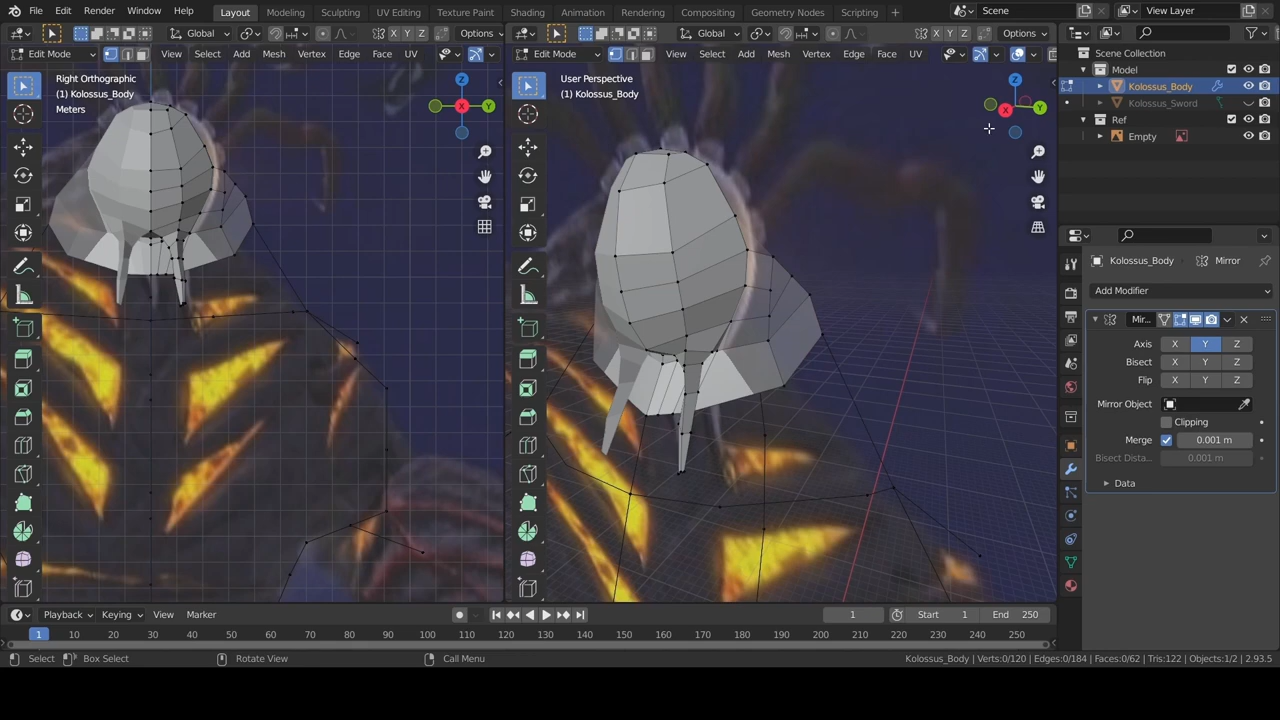 File Edit Render Window Help Layout Modeling Sculpting UV Editing Texture Paint Shading Animation Rendering Compositing Geometry Nodes Scripting + Scene View Layer
Global X Y Z Options Global X Y Z Options
Edit Mode View Select Add Mesh Vertex Edge Face UV Edit Mode View Select Add Mesh Vertex Edge Face UV
Scene Collection
Model
Kolossus_Body
Kolossus_Sword
Ref
Empty
Right Orthographic
(1) Kolossus_Body
Meters
Z
Y
X
User Perspective
(1) Kolossus_Body
Z
Y
X
Kolossus_Body Mirror
Add Modifier
Mir...
Axis X Y Z
Bisect X Y Z
Flip X Y Z
Mirror Object
Clipping
Merge 0.001 m
Bisect Dista... 0.001 m
Data
Playback Keying View Marker 1 Start 1 End 250
1 10 20 30 40 50 60 70 80 90 100 110 120 130 140 150 160 170 180 190 200 210 220 230 240 250
Select Box Select Rotate View Call Menu Kolossus_Body | Verts:0/120 | Edges:0/184 | Faces:0/62 | Tris:122 | Objects:1/2 | 2.93.5